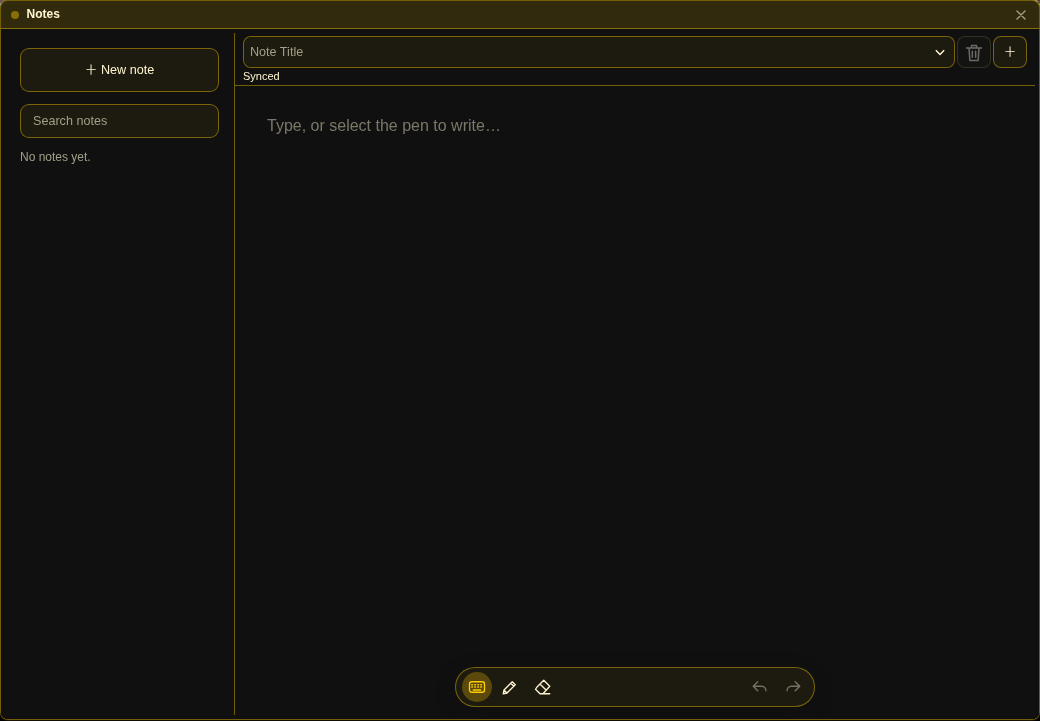 Notes
New note
Search notes
No notes yet.
Note Title
Synced
Type, or select the pen to write…